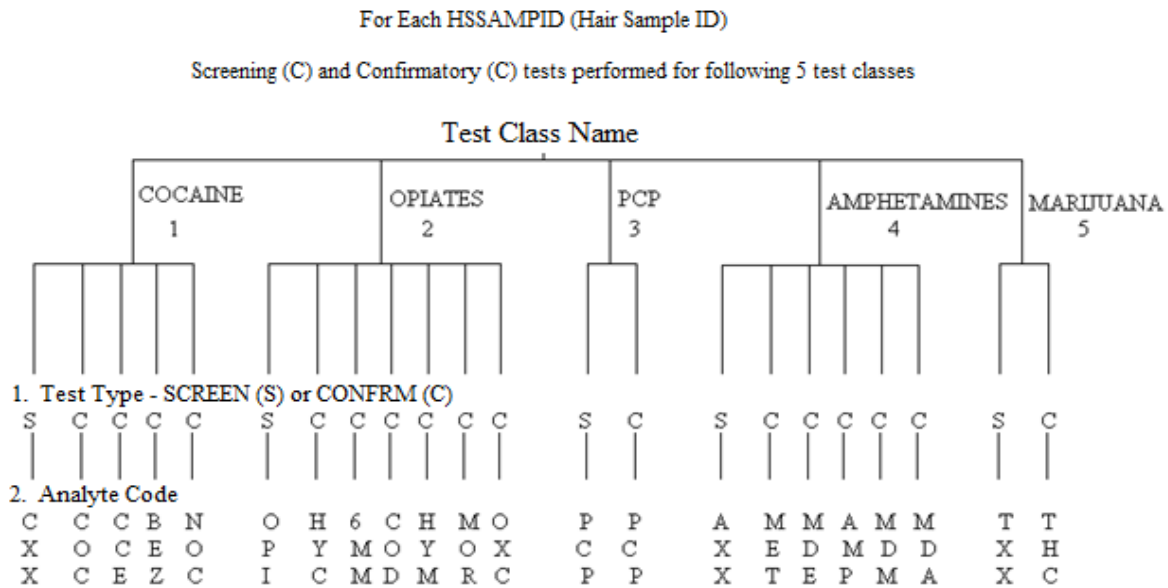 For Each HSSAMPID (Hair Sample ID)
Screening (C) and Confirmatory (C) tests performed for following 5 test classes
Test Class Name
COCAINE OPIATES PCP AMPHETAMINES MARIJUANA
1 2 3 4 5
1. Test Type - SCREEN (S) or CONFRM (C)
S C C C C S C C C C C C S C S C C C C C S C
2. Analyte Code
C C C B N O H 6 C H M O P P A M M A M M T T
X O C E O P Y M O Y O X C C X E D M D D X H
X C E Z C I C M D M R C P P X T E P M A X C